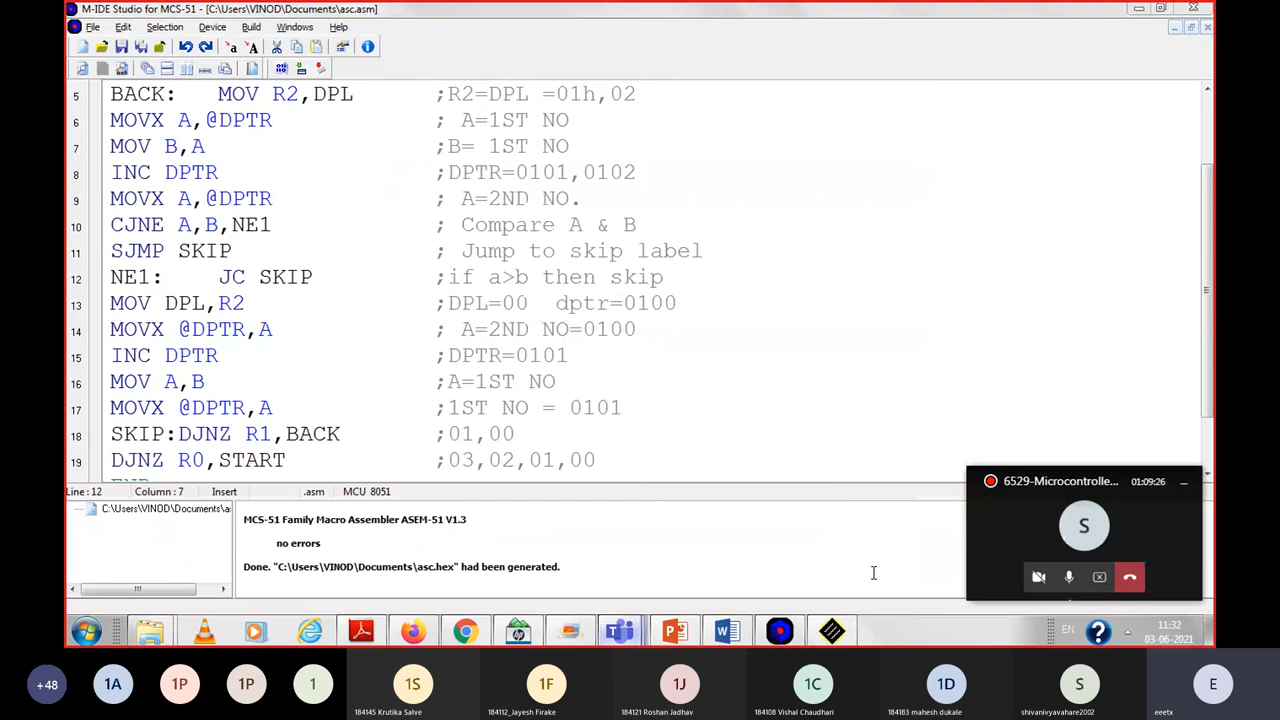 M-IDE Studio for MCS-51 - [C:\Users\VINOD\Documents\asc.asm]
File Edit Selection Device Build Windows Help
5 BACK: MOV R2,DPL ;R2=DPL =01h,02
6 MOVX A,@DPTR ; A=1ST NO
7 MOV B,A ;B= 1ST NO
8 INC DPTR ;DPTR=0101,0102
9 MOVX A,@DPTR ; A=2ND NO.
10 CJNE A,B,NE1 ; Compare A & B
11 SJMP SKIP ; Jump to skip label
12 NE1: JC SKIP ;if a>b then skip
13 MOV DPL,R2 ;DPL=00 dptr=0100
14 MOVX @DPTR,A ; A=2ND NO=0100
15 INC DPTR ;DPTR=0101
16 MOV A,B ;A=1ST NO
17 MOVX @DPTR,A ;1ST NO = 0101
18 SKIP:DJNZ R1,BACK ;01,00
19 DJNZ R0,START ;03,02,01,00
Line: 12 Column: 7 Insert .asm MCU 8051
C:\Users\VINOD\Documents\a
MCS-51 Family Macro Assembler ASEM-51 V1.3
no errors
Done. "C:\Users\VINOD\Documents\asc.hex" had been generated.
6529-Microcontrolle... 01:09:26
S
EN 11:32
03-06-2021
+48 1A 1P 1P 1 1S 1F 1J 1C 1D S E
184145 Krutika Salve 184112_Jayesh Firake 184121 Roshan Jadhav 184108 Vishal Chaudhari 184183 mahesh dukale shivanivyavahare2002 eeetx